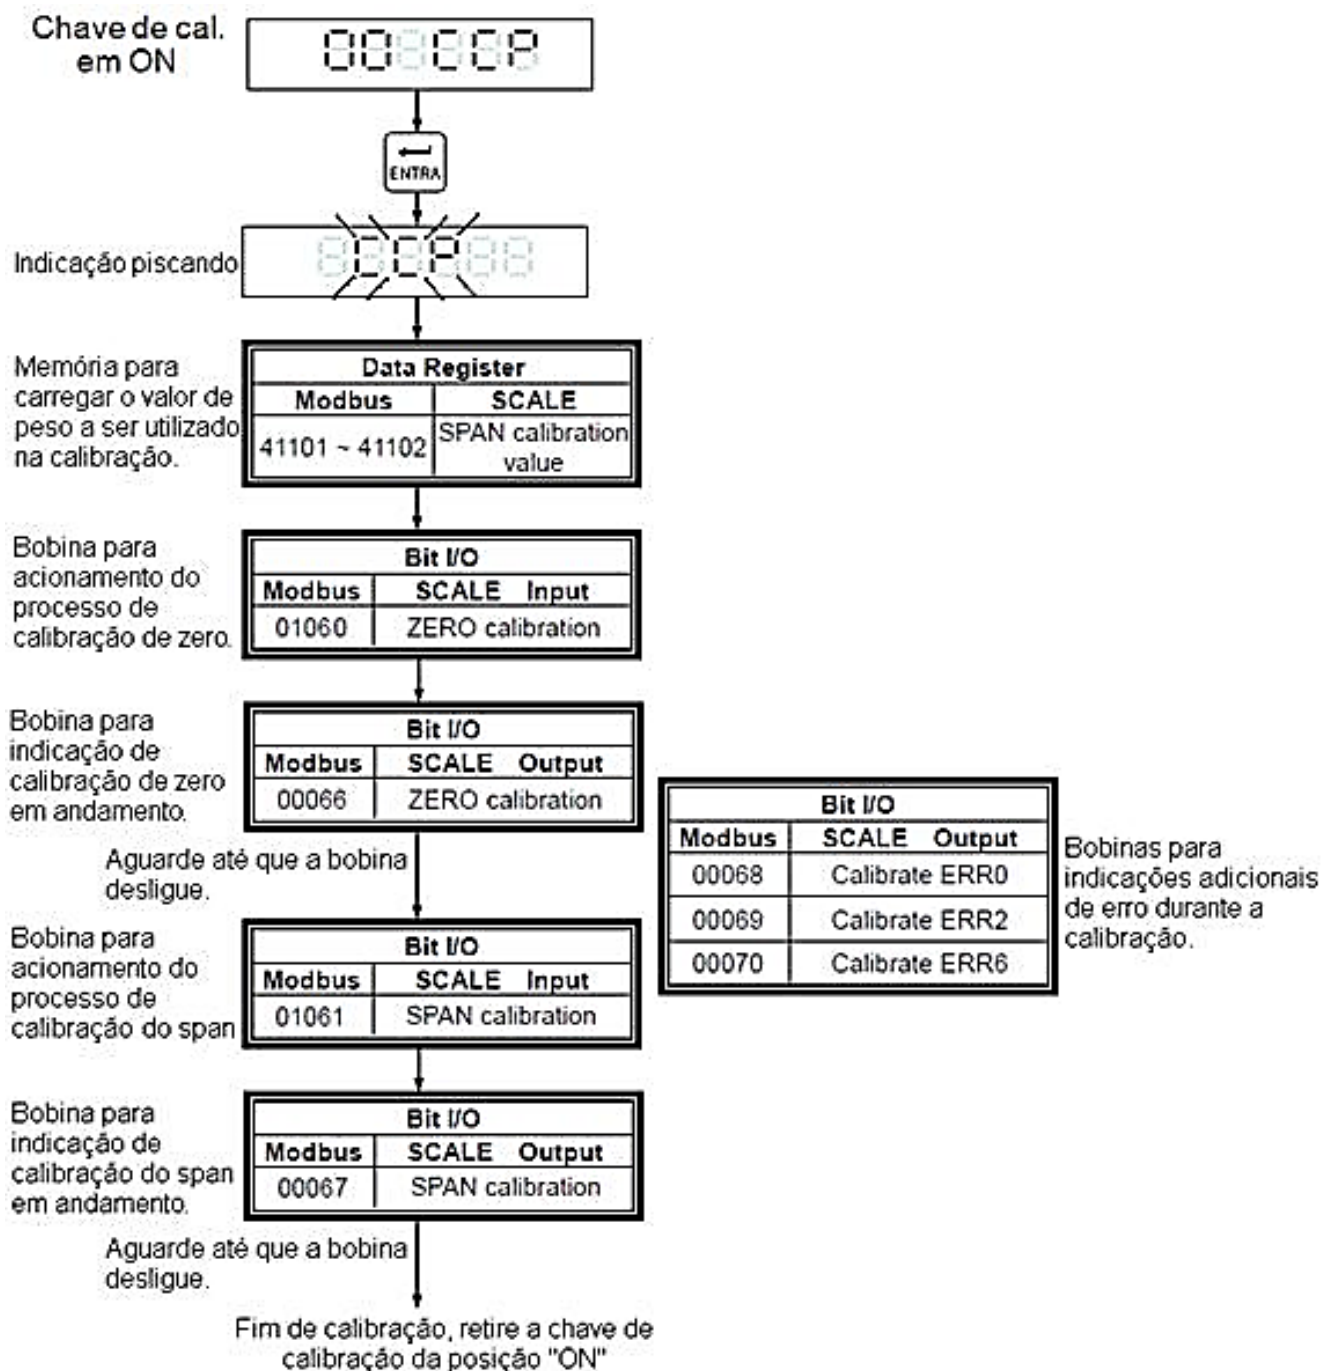 Chave de cal.
em ON
00 CCP
ENTRA
Indicação piscando
CCP
Memória para
carregar o valor de
peso a ser utilizado
na calibração.
Data Register
Modbus SCALE
41101 ~ 41102 SPAN calibration
value
Bobina para
acionamento do
processo de
calibração de zero.
Bit I/O
Modbus SCALE Input
01060 ZERO calibration
Bobina para
indicação de
calibração de zero
em andamento.
Bit I/O
Modbus SCALE Output
00066 ZERO calibration
Aguarde até que a bobina
desligue.
Bit I/O
Modbus SCALE Output
00068 Calibrate ERR0
00069 Calibrate ERR2
00070 Calibrate ERR6
Bobinas para
indicações adicionais
de erro durante a
calibração.
Bobina para
acionamento do
processo de
calibração do span
Bit I/O
Modbus SCALE Input
01061 SPAN calibration
Bobina para
indicação de
calibração do span
em andamento.
Bit I/O
Modbus SCALE Output
00067 SPAN calibration
Aguarde até que a bobina
desligue.
Fim de calibração, retire a chave de
calibração da posição "ON"